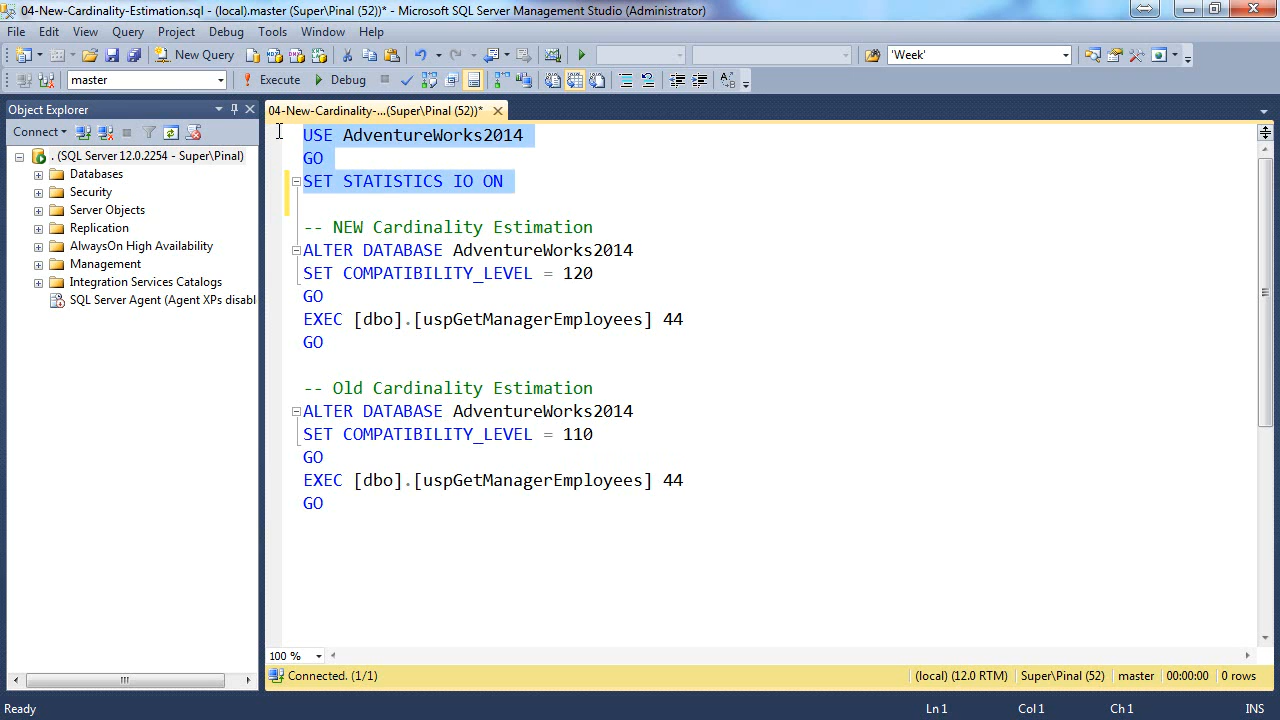 04-New-Cardinality-Estimation.sql - (local).master (Super\Pinal (52))* - Microsoft SQL Server Management Studio (Administrator)
File Edit View Query Project Debug Tools Window Help
New Query 'Week'
master Execute Debug
Object Explorer
04-New-Cardinality-...(Super\Pinal (52))*
Connect
. (SQL Server 12.0.2254 - Super\Pinal)
Databases
Security
Server Objects
Replication
AlwaysOn High Availability
Management
Integration Services Catalogs
SQL Server Agent (Agent XPs disabl
USE AdventureWorks2014
GO
SET STATISTICS IO ON
-- NEW Cardinality Estimation
ALTER DATABASE AdventureWorks2014
SET COMPATIBILITY_LEVEL = 120
GO
EXEC [dbo].[uspGetManagerEmployees] 44
GO
-- Old Cardinality Estimation
ALTER DATABASE AdventureWorks2014
SET COMPATIBILITY_LEVEL = 110
GO
EXEC [dbo].[uspGetManagerEmployees] 44
GO
100 %
Connected. (1/1) (local) (12.0 RTM) Super\Pinal (52) master 00:00:00 0 rows
Ready Ln 1 Col 1 Ch 1 INS